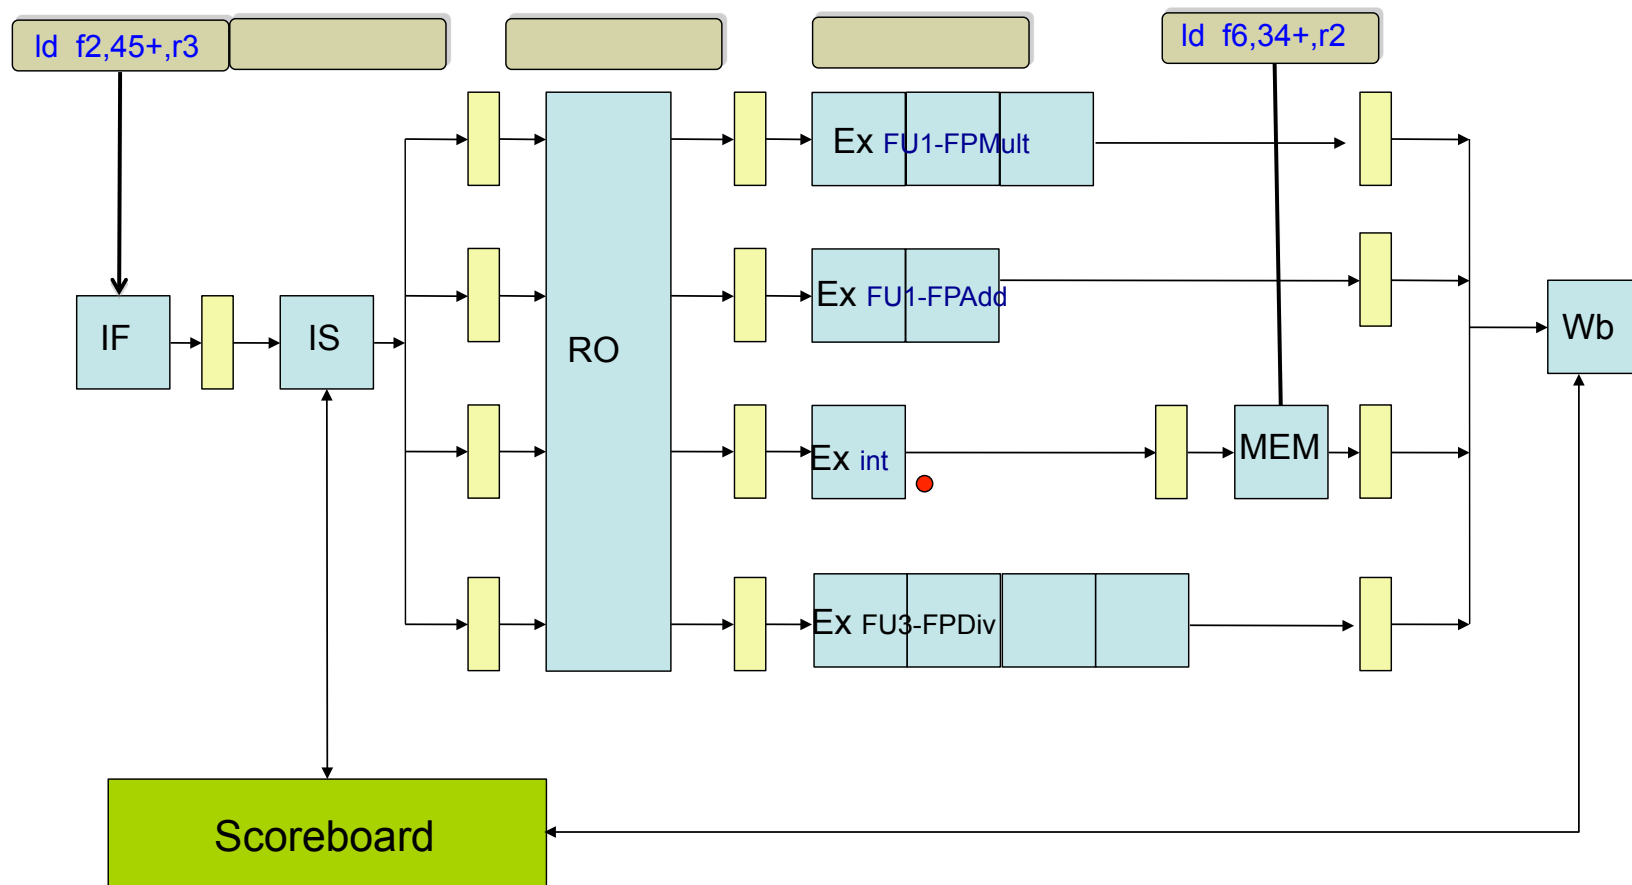 ld f2,45+,r3
ld f6,34+,r2
Ex FU1-FPMult
Ex FU1-FPAdd
IF
IS
RO
Wb
Ex int
MEM
Ex FU3-FPDiv
Scoreboard